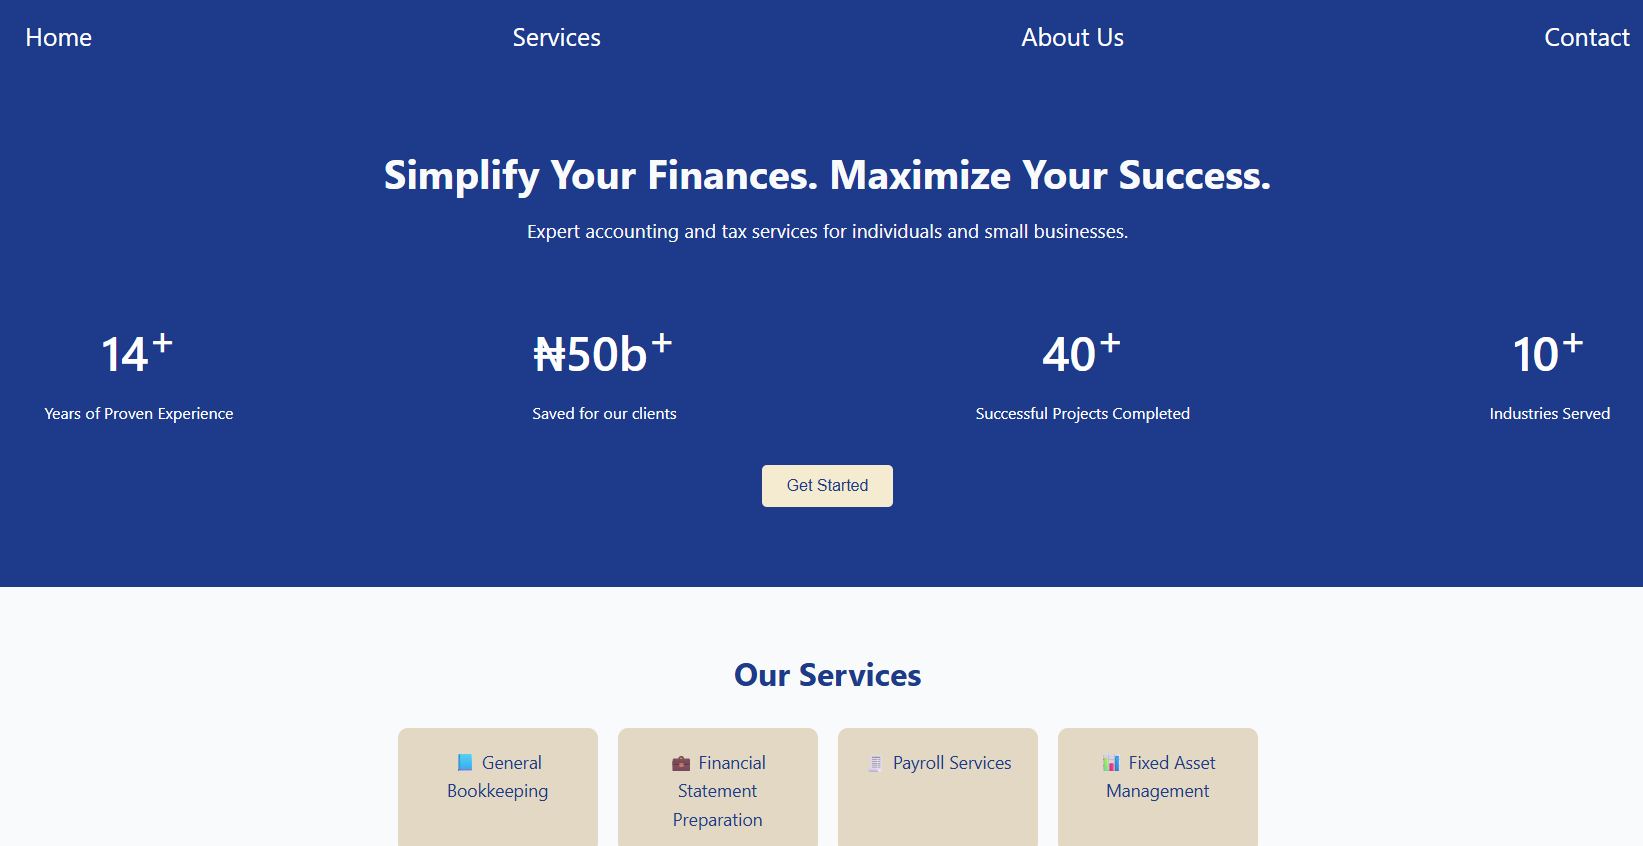 Home Services About Us Contact
Simplify Your Finances. Maximize Your Success.
Expert accounting and tax services for individuals and small businesses.
14+ ₦50b+ 40+ 10+
Years of Proven Experience Saved for our clients Successful Projects Completed Industries Served
Get Started
Our Services
General
Bookkeeping
Financial
Statement
Preparation
Payroll Services
Fixed Asset
Management